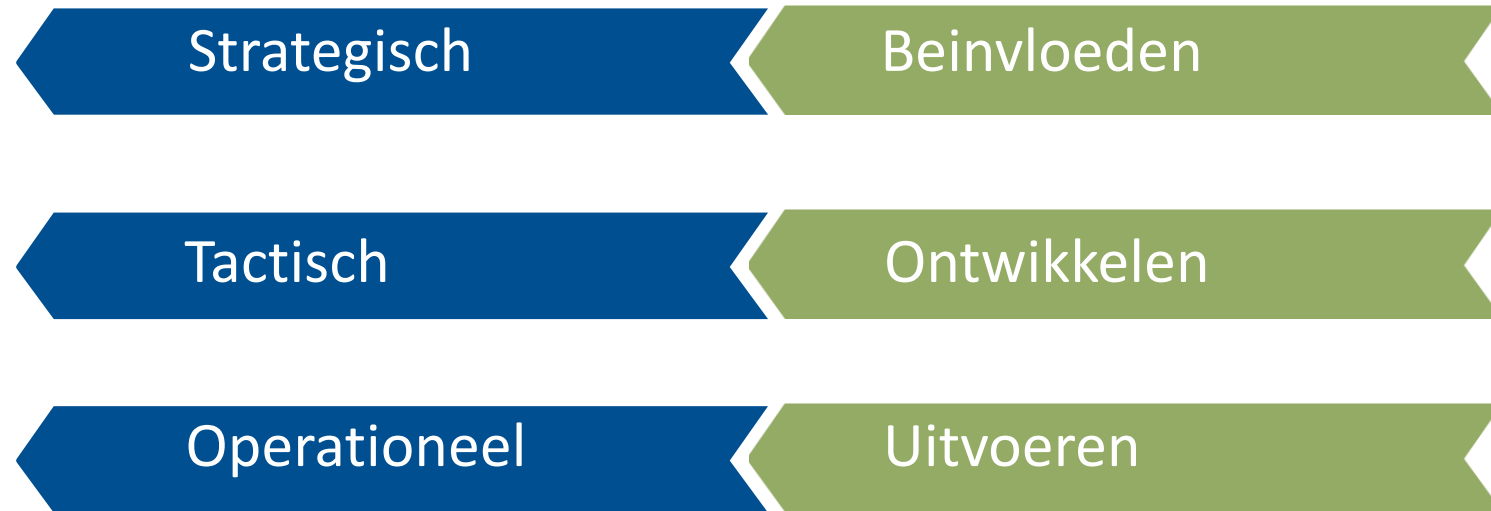 Strategisch Beinvloeden
Tactisch Ontwikkelen
Operationeel Uitvoeren